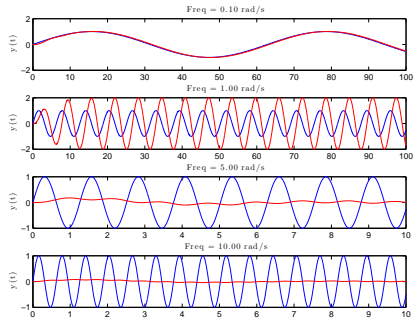 Freq = 0.10 rad/s
2
0
−2
y(t)
0 10 20 30 40 50 60 70 80 90 100
Freq = 1.00 rad/s
2
0
−2
y(t)
0 10 20 30 40 50 60 70 80 90 100
Freq = 5.00 rad/s
1
0
−1
y(t)
0 1 2 3 4 5 6 7 8 9 10
Freq = 10.00 rad/s
1
0
−1
y(t)
0 1 2 3 4 5 6 7 8 9 10